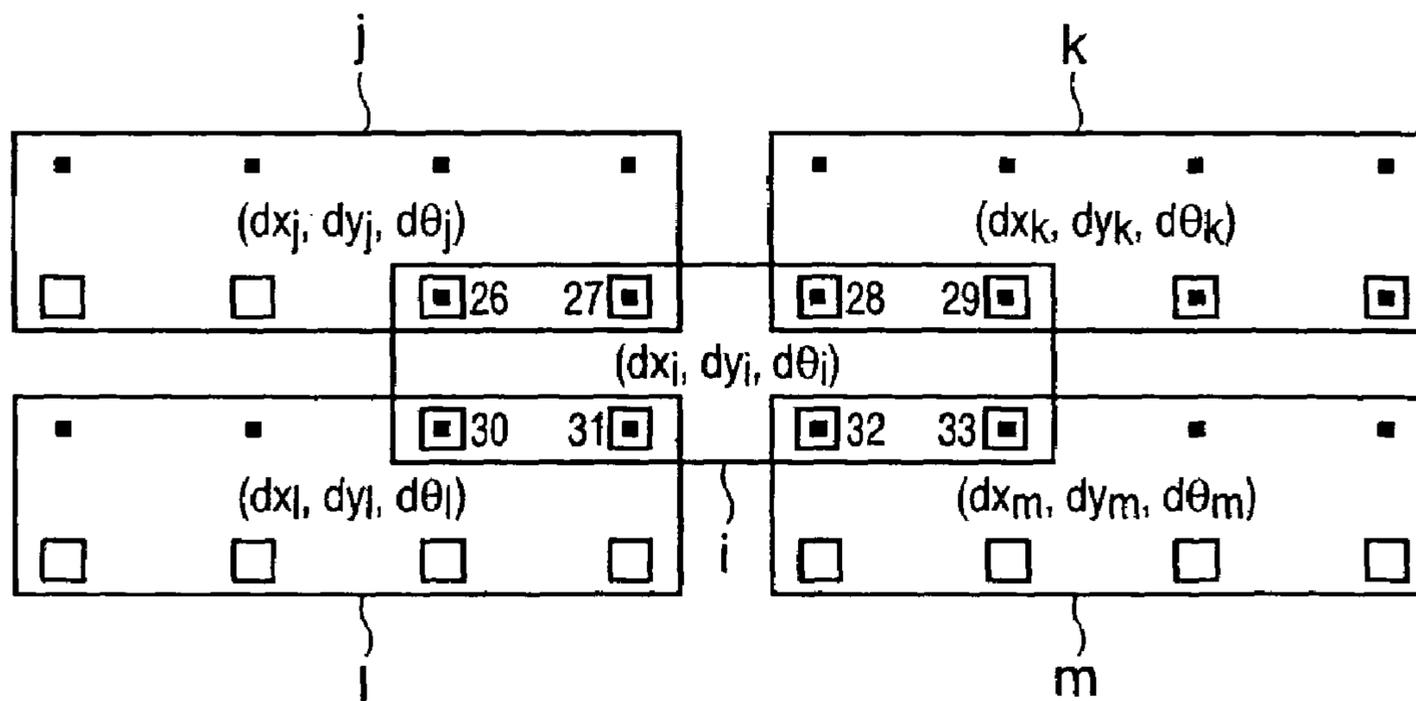 j
k
(dxj, dyj, dθj)
(dxk, dyk, dθk)
26 27 28 29
(dxi, dyi, dθi)
30 31 32 33
(dxl, dyl, dθl)
(dxm, dym, dθm)
i
l
m